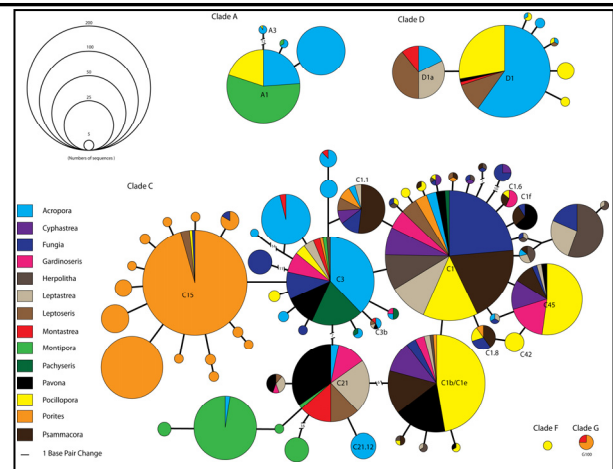 200
100
50
25
5
(Numbers of sequences)
Clade A
A3
A1
Clade D
D1a
D1
Clade C
C1.1
C1.6
C1f
C15
C3
C1
C45
C3b
C1.8
C42
C21
C1b/C1e
C21.12
Acropora
Cyphastrea
Fungia
Gardinoseris
Herpolitha
Leptastrea
Leptoseris
Montastrea
Montipora
Pachyseris
Pavona
Pocillopora
Porites
Psammacora
1 Base Pair Change
Clade F
Clade G